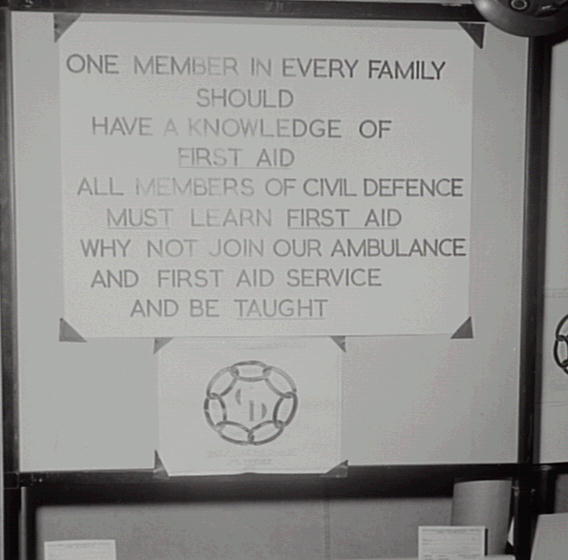 ONE MEMBER IN EVERY FAMILY
SHOULD
HAVE A KNOWLEDGE OF
FIRST AID
ALL MEMBERS OF CIVIL DEFENCE
MUST LEARN FIRST AID
WHY NOT JOIN OUR AMBULANCE
AND FIRST AID SERVICE
AND BE TAUGHT
CD